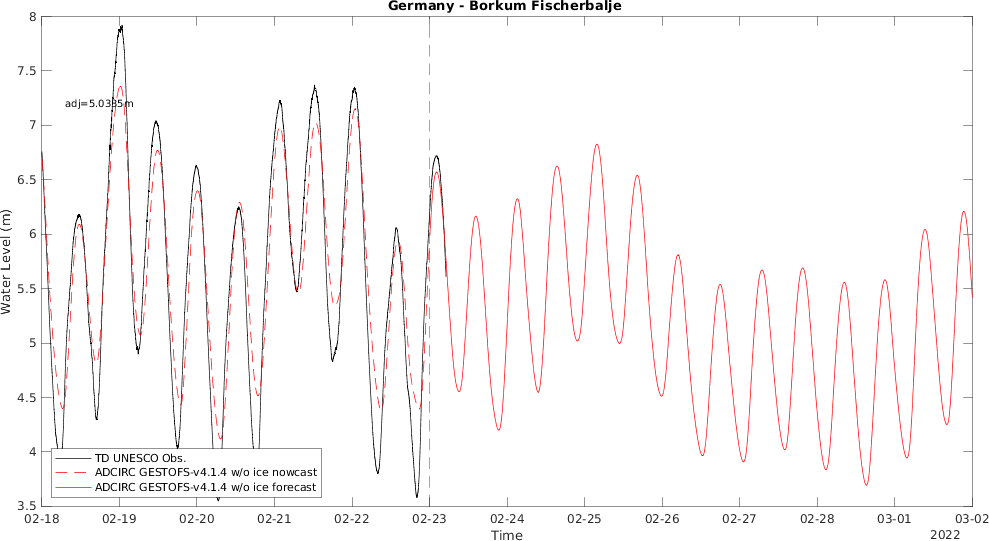 Germany - Borkum Fischerbalje
8
7.5
adj=5.0335m
7
6.5
6
5.5
5
4.5
4
3.5
Water Level (m)
TD UNESCO Obs.
ADCIRC GESTOFS-v4.1.4 w/o ice nowcast
ADCIRC GESTOFS-v4.1.4 w/o ice forecast
02-18 02-19 02-20 02-21 02-22 02-23 02-24 02-25 02-26 02-27 02-28 03-01 03-02
Time
2022